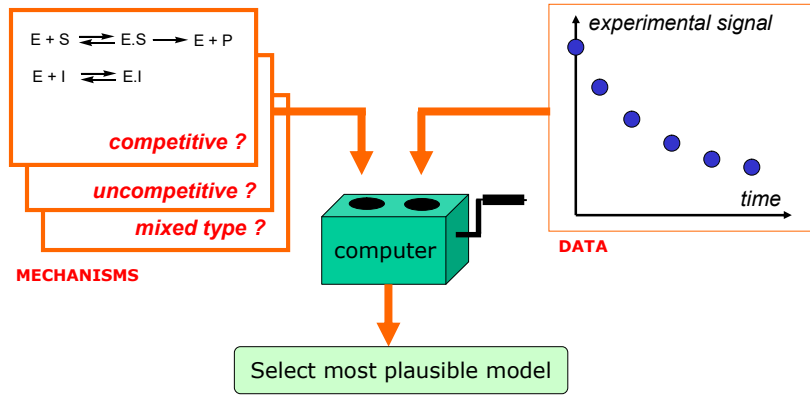 E + S ⇌ E.S ⟶ E + P
E + I ⇌ E.I
competitive ?
uncompetitive ?
mixed type ?
MECHANISMS
experimental signal
time
DATA
computer
Select most plausible model